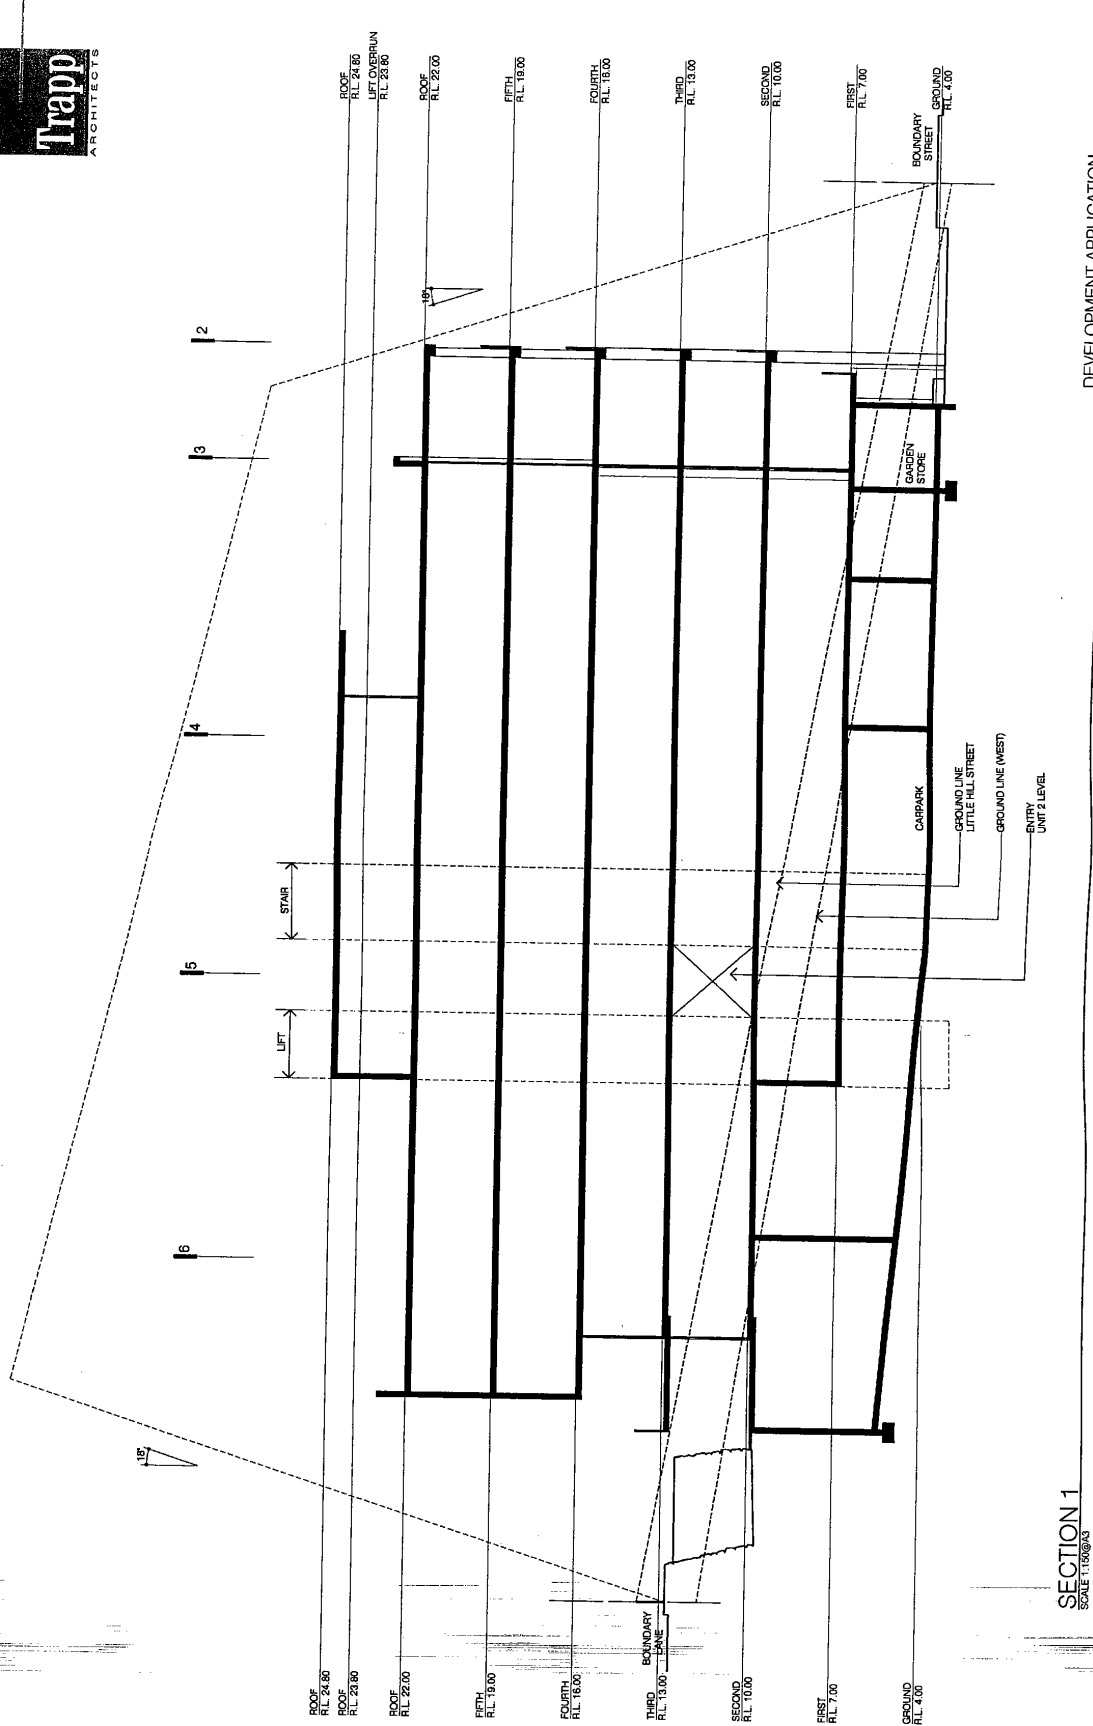 Trapp
ARCHITECTS
ROOF
R.L. 24.80
LIFT OVERRUN
R.L. 23.80
ROOF
R.L. 22.00
FIFTH
R.L. 19.00
FOURTH
R.L. 16.00
THIRD
R.L. 13.00
SECOND
R.L. 10.00
FIRST
R.L. 7.00
GROUND
R.L. 4.00
BOUNDARY
STREET
2
3
4
5
6
18°
18°
STAIR
LIFT
GARDEN
STORE
CARPARK
GROUND LINE
LITTLE HILL STREET
GROUND LINE (WEST)
ENTRY
UNIT 2 LEVEL
BOUNDARY
LANE
ROOF
R.L. 24.80
ROOF
R.L. 23.80
ROOF
R.L. 22.00
FIFTH
R.L. 19.00
FOURTH
R.L. 16.00
THIRD
R.L. 13.00
SECOND
R.L. 10.00
FIRST
R.L. 7.00
GROUND
R.L. 4.00
SECTION 1
SCALE 1:150@A3
DEVELOPMENT APPLICATION